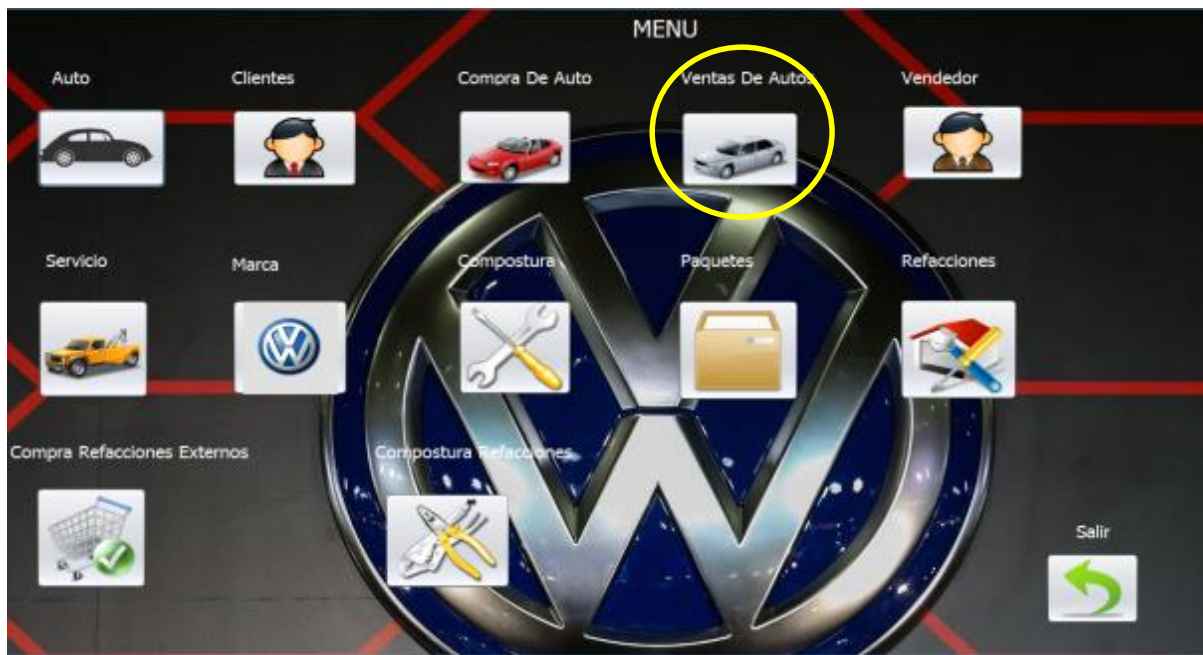 MENU
Auto
Clientes
Compra De Auto
Ventas De Autos
Vendedor
Servicio
Marca
Compostura
Paquetes
Refacciones
Compra Refacciones Externos
Compostura Refacciones
Salir